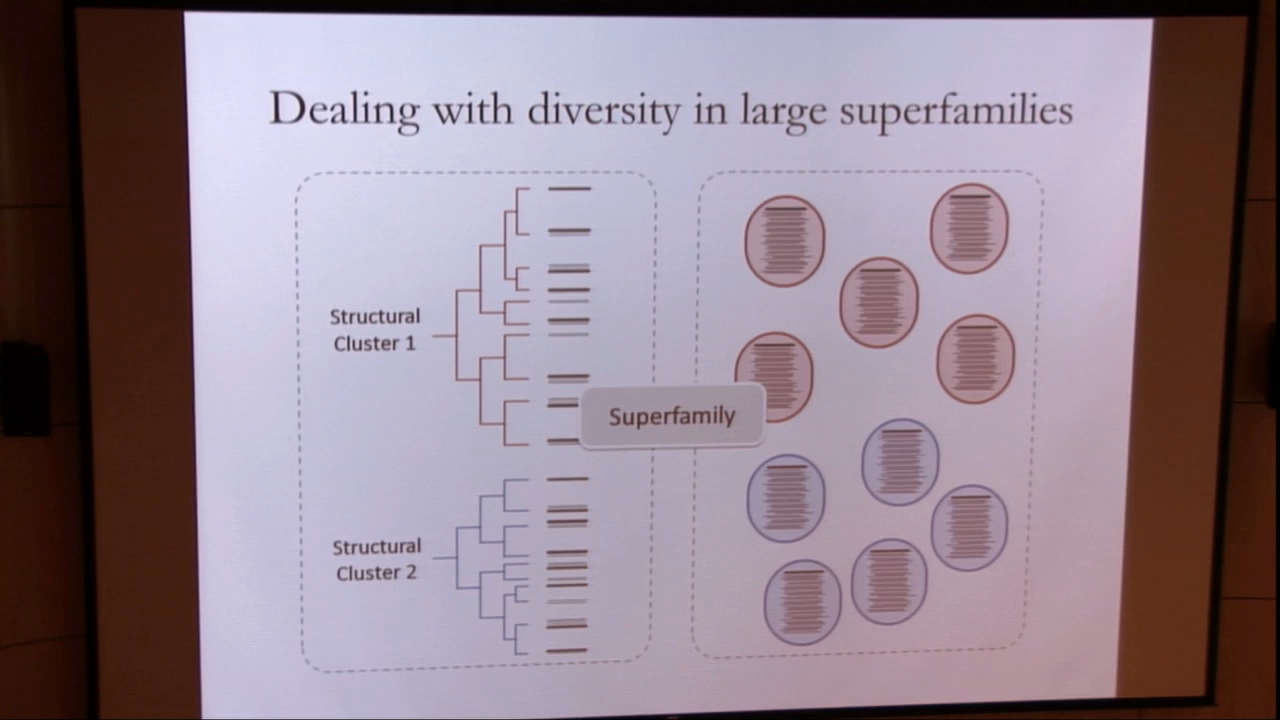 Dealing with diversity in large superfamilies
Structural
Cluster 1
Superfamily
Structural
Cluster 2